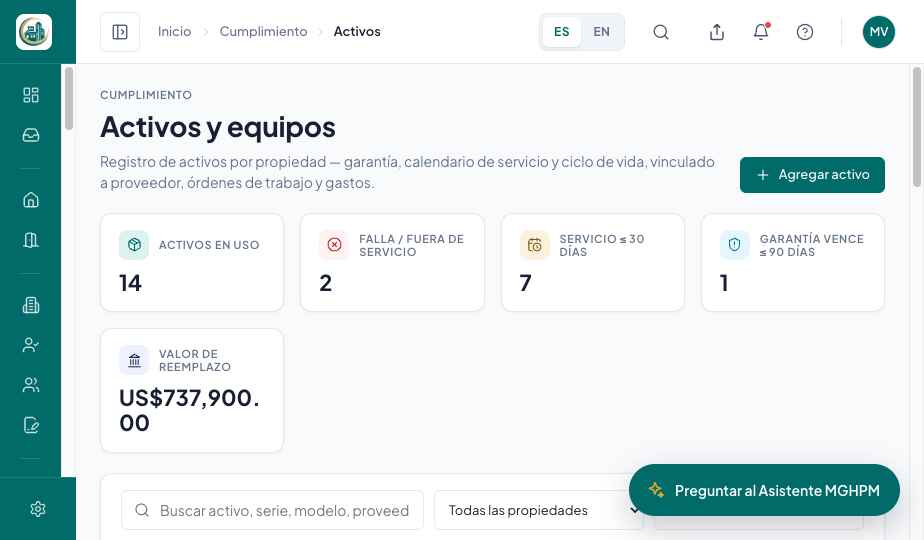 Inicio
Cumplimiento
Activos
ES
EN
MV
CUMPLIMIENTO
Activos y equipos
Registro de activos por propiedad — garantía, calendario de servicio y ciclo de vida, vinculado
a proveedor, órdenes de trabajo y gastos.
Agregar activo
ACTIVOS EN USO
14
FALLA / FUERA DE
SERVICIO
2
SERVICIO ≤ 30
DÍAS
7
GARANTÍA VENCE
≤ 90 DÍAS
1
VALOR DE
REEMPLAZO
US$737,900.
00
Buscar activo, serie, modelo, proveed
Todas las propiedades
Preguntar al Asistente MGHPM